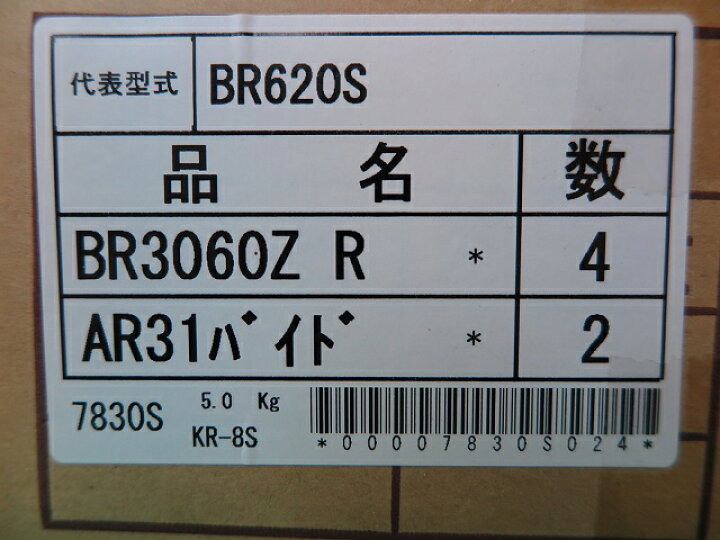 代表型式 BR620S
品 名 数
BR3060Z R * 4
AR31ﾊﾞｲﾄﾞ * 2
7830S 5.0 Kg
KR-8S *00007830S024*